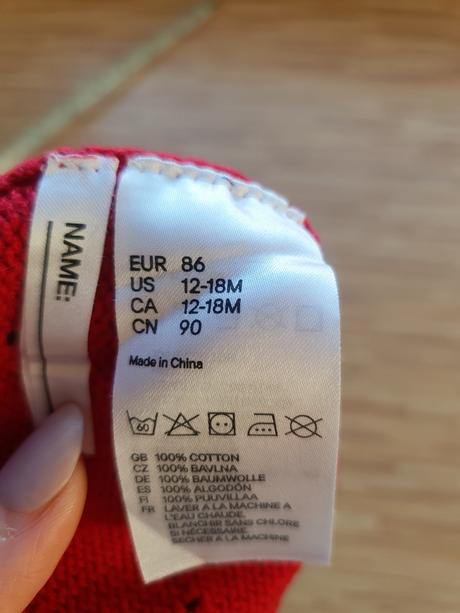 NAME:
EUR 86
US 12-18M
CA 12-18M
CN 90
Made in China
60
GB 100% COTTON
CZ 100% BAVLNA
DE 100% BAUMWOLLE
ES 100% ALGODÓN
FI 100% PUUVILLAA
FR LAVER A LA MACHINE A
L'EAU CHAUDE.
BLANCHIR SANS CHLORE
SI NÉCESSAIRE.
SECHER A LA MACHINE